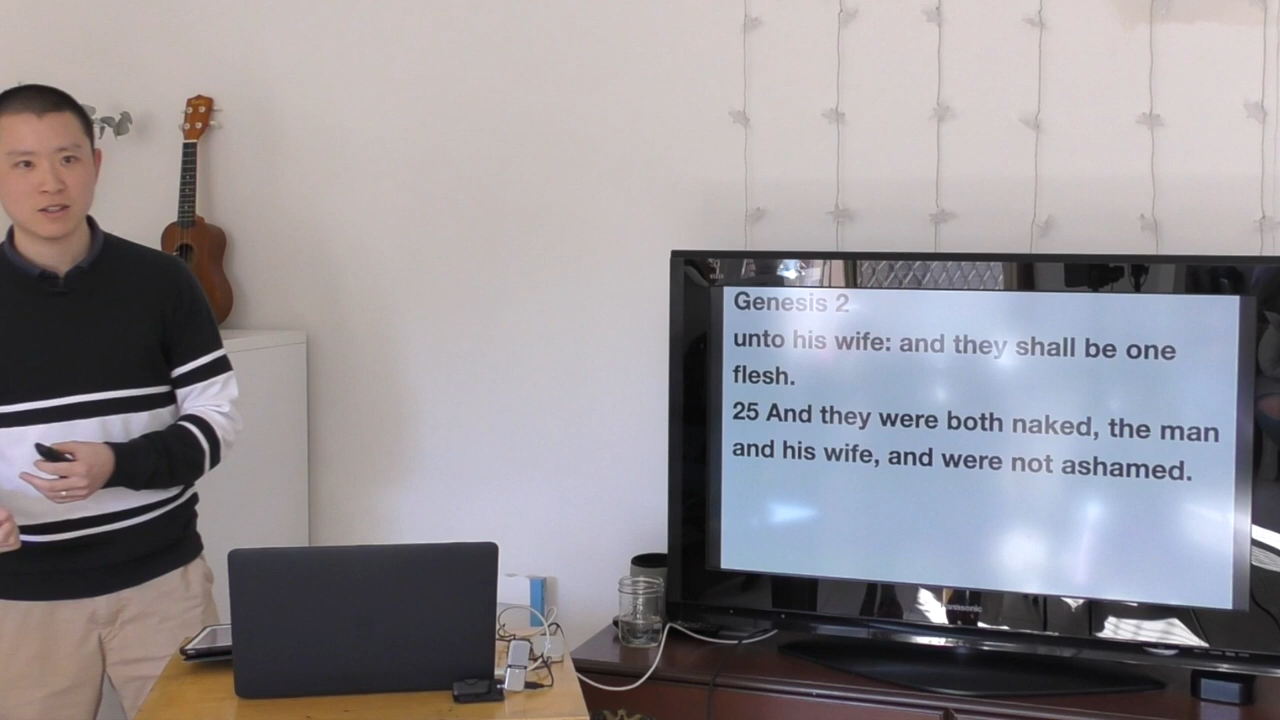 Genesis 2
unto his wife: and they shall be one
flesh.
25 And they were both naked, the man
and his wife, and were not ashamed.
Panasonic